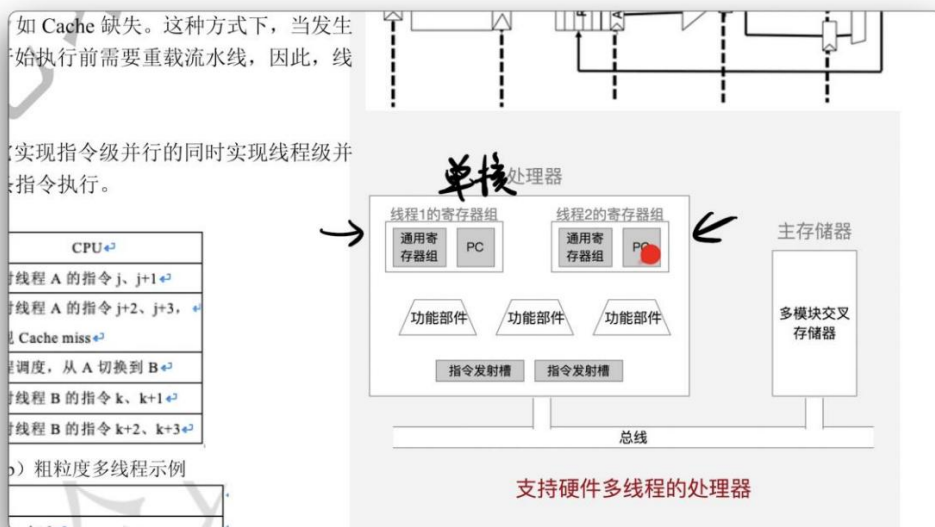 如 Cache 缺失。这种方式下，当发生
始执行前需要重载流水线，因此，线
实现指令级并行的同时实现线程级并
指令执行。
CPU↵
线程 A 的指令 j、j+1↵
线程 A 的指令 j+2、j+3，↵
Cache miss↵
调度，从 A 切换到 B↵
线程 B 的指令 k、k+1↵
线程 B 的指令 k+2、k+3↵
）粗粒度多线程示例
单核处理器
线程1的寄存器组
通用寄
存器组
PC
线程2的寄存器组
通用寄
存器组
功能部件
功能部件
功能部件
指令发射槽
指令发射槽
主存储器
多模块交叉
存储器
总线
支持硬件多线程的处理器